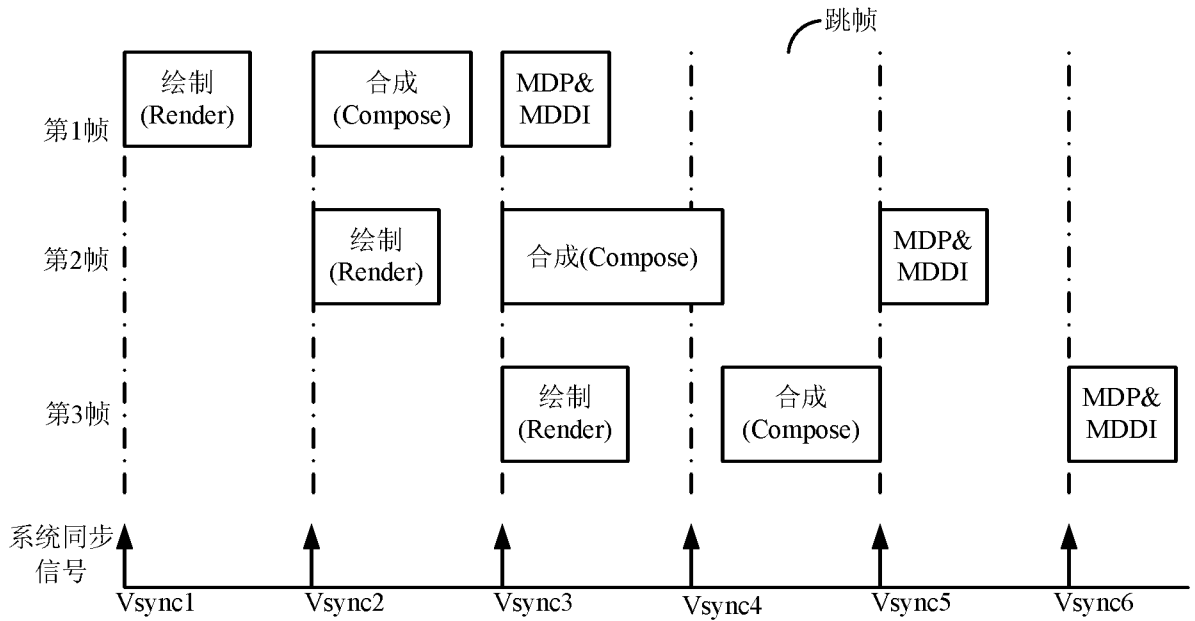 跳帧
绘制
(Render)
合成
(Compose)
MDP&
MDDI
第1帧
绘制
(Render)
合成(Compose)
MDP&
MDDI
第2帧
绘制
(Render)
合成
(Compose)
MDP&
MDDI
第3帧
系统同步
信号
Vsync1
Vsync2
Vsync3
Vsync4
Vsync5
Vsync6